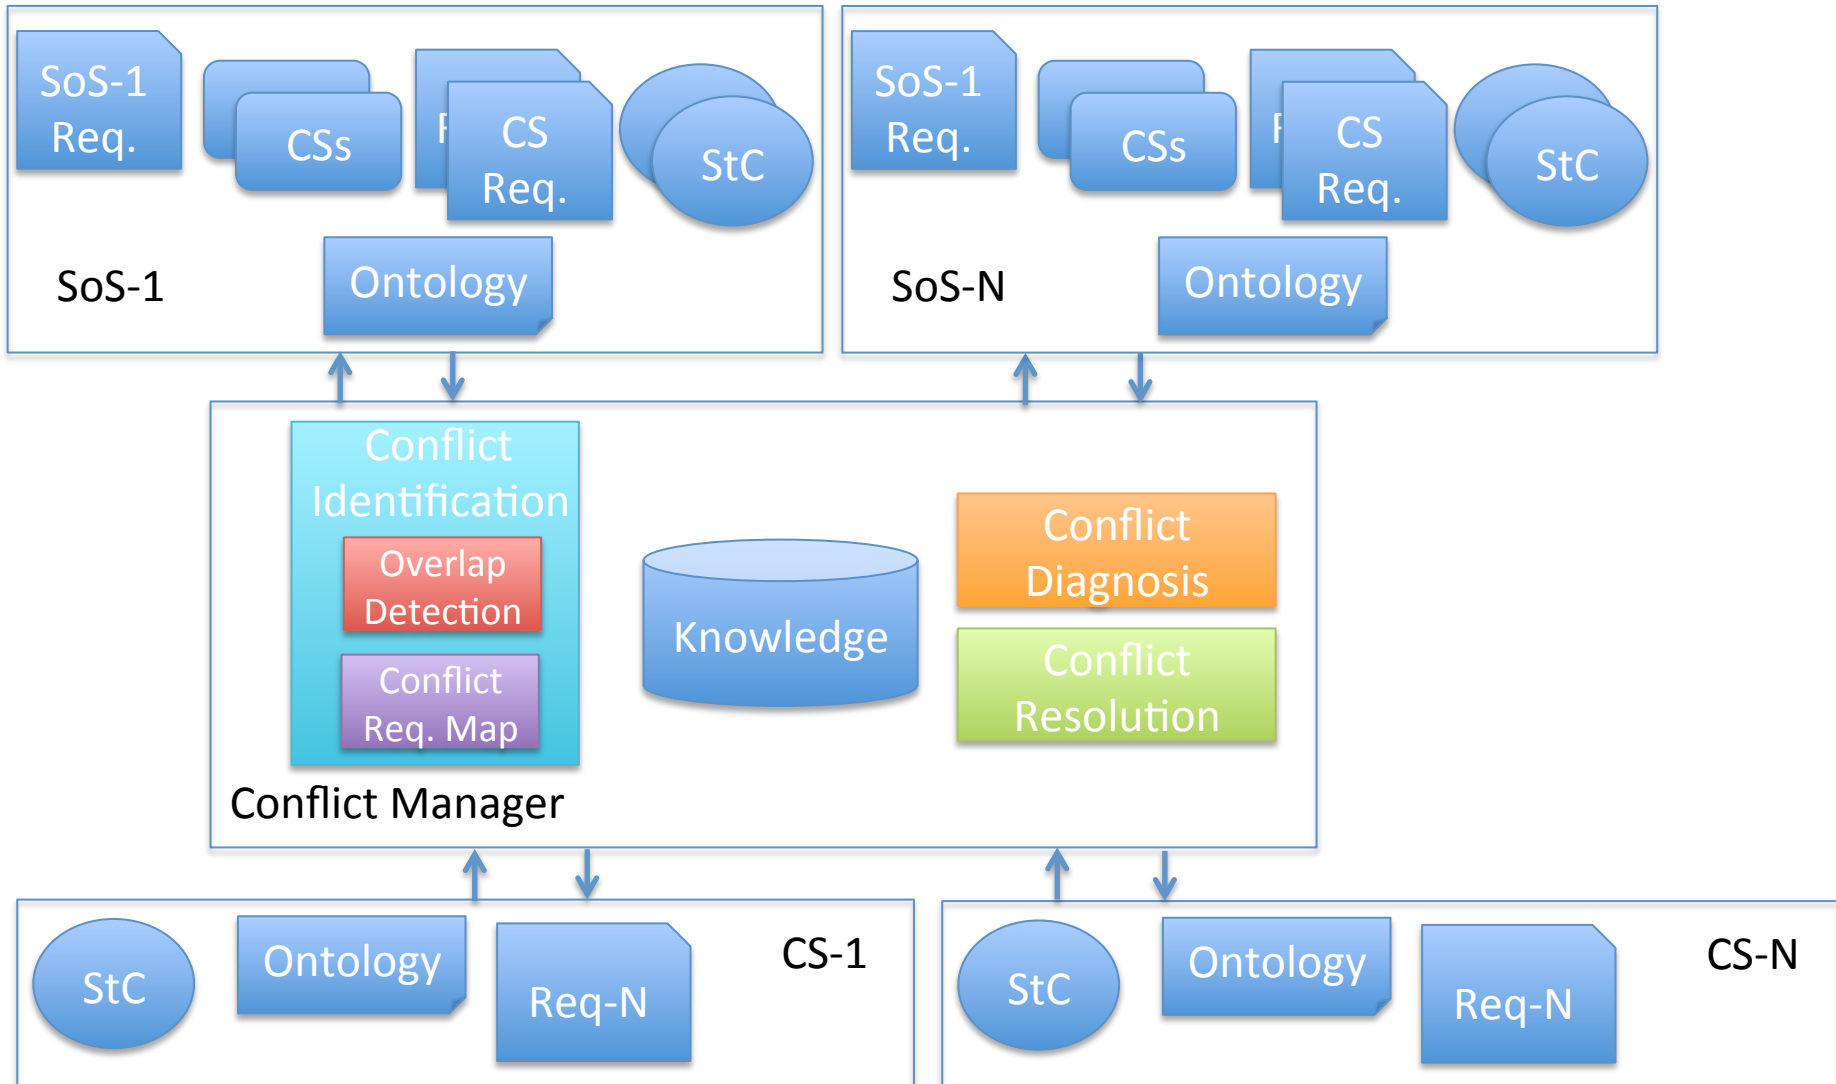 SoS-1
Req.
CSs
CS
Req.
StC
Ontology
SoS-1
SoS-1
Req.
CSs
CS
Req.
StC
Ontology
SoS-N
Conflict
Identification
Overlap
Detection
Conflict
Req. Map
Knowledge
Conflict
Diagnosis
Conflict
Resolution
Conflict Manager
StC
Ontology
Req-N
CS-1
StC
Ontology
Req-N
CS-N